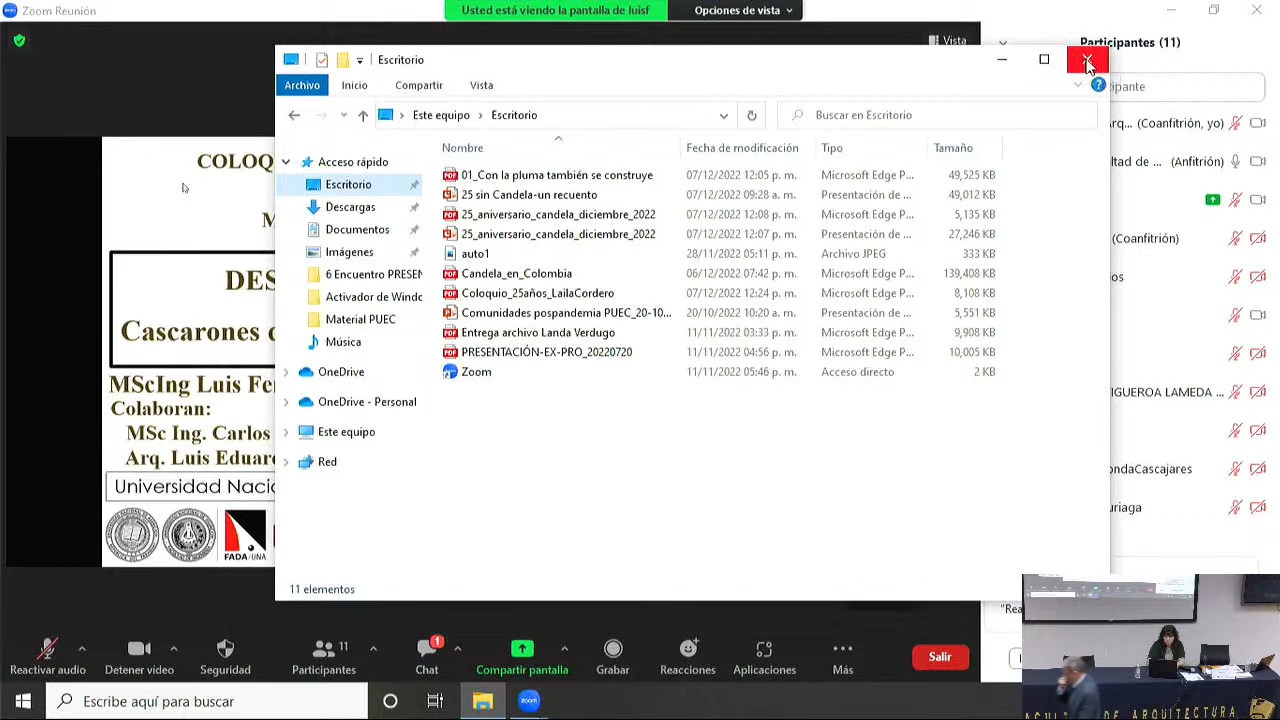 Zoom Reunión
Usted está viendo la pantalla de luisf
Opciones de vista
Vista
Participantes (11)
Escritorio
Archivo Inicio Compartir Vista
Este equipo Escritorio
Buscar en Escritorio
ipante
Nombre Fecha de modificación Tipo Tamaño
Acceso rápido
Escritorio
Descargas
Documentos
Imágenes
6 Encuentro PRESEN
Activador de Windo
Material PUEC
Música
OneDrive
OneDrive - Personal
Este equipo
Red
01_Con la pluma también se construye 07/12/2022 12:05 p. m. Microsoft Edge P... 49,525 KB
25 sin Candela-un recuento 07/12/2022 09:28 a. m. Presentación de ... 49,012 KB
25_aniversario_candela_diciembre_2022 07/12/2022 12:08 p. m. Microsoft Edge P... 5,135 KB
25_aniversario_candela_diciembre_2022 07/12/2022 12:07 p. m. Presentación de ... 27,246 KB
auto1 28/11/2022 05:11 p. m. Archivo JPEG 333 KB
Candela_en_Colombia 06/12/2022 07:42 p. m. Microsoft Edge P... 139,408 KB
Coloquio_25años_LailaCordero 07/12/2022 12:24 p. m. Microsoft Edge P... 8,108 KB
Comunidades pospandemia PUEC_20-10... 20/10/2022 10:20 a. m. Presentación de ... 5,551 KB
Entrega archivo Landa Verdugo 11/11/2022 03:33 p. m. Microsoft Edge P... 9,908 KB
PRESENTACIÓN-EX-PRO_20220720 11/11/2022 04:56 p. m. Microsoft Edge P... 10,005 KB
Zoom 11/11/2022 05:46 p. m. Acceso directo 2 KB
11 elementos
COLOQ
M
DES
Cascarones
MScIng Luis Fe
Colaboran:
MSc Ing. Carlos
Arq. Luis Eduar
Universidad Naci
FADA/UNA
rq... (Coanfitrión, yo)
ltad de ... (Anfitrión)
(Coanfitrión)
os
IGUEROA LAMEDA ...
ondaCascajares
uriaga
"Rea
Reactivar audio
Detener video
Seguridad
11
Participantes
1
Chat
Compartir pantalla
Grabar
Reacciones
Aplicaciones
Más
Salir
Escribe aquí para buscar
zoom
ACULTAD DE ARQUITECTURA